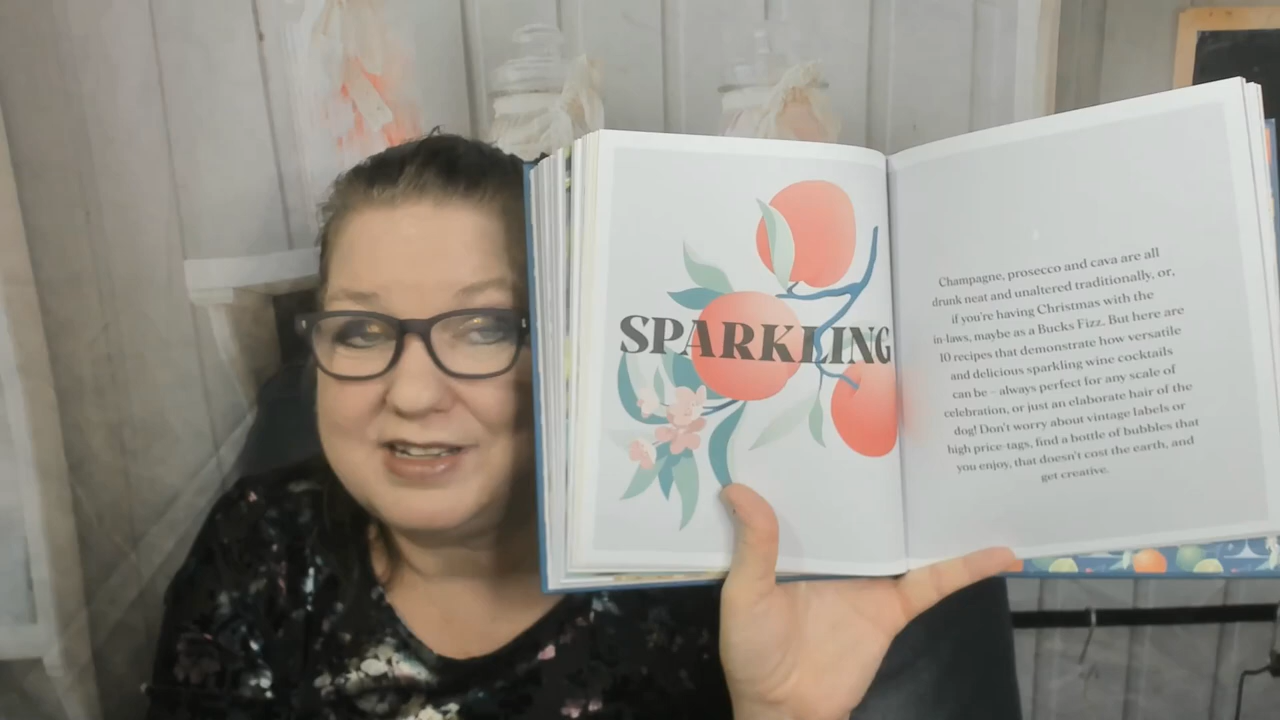 SPARKLING
Champagne, prosecco and cava are all
drunk neat and unaltered traditionally, or,
if you're having Christmas with the
in-laws, maybe as a Bucks Fizz. But here are
10 recipes that demonstrate how versatile
and delicious sparkling wine cocktails
can be – always perfect for any scale of
celebration, or just an elaborate hair of the
dog! Don't worry about vintage labels or
high price-tags, find a bottle of bubbles that
you enjoy, that doesn't cost the earth, and
get creative.